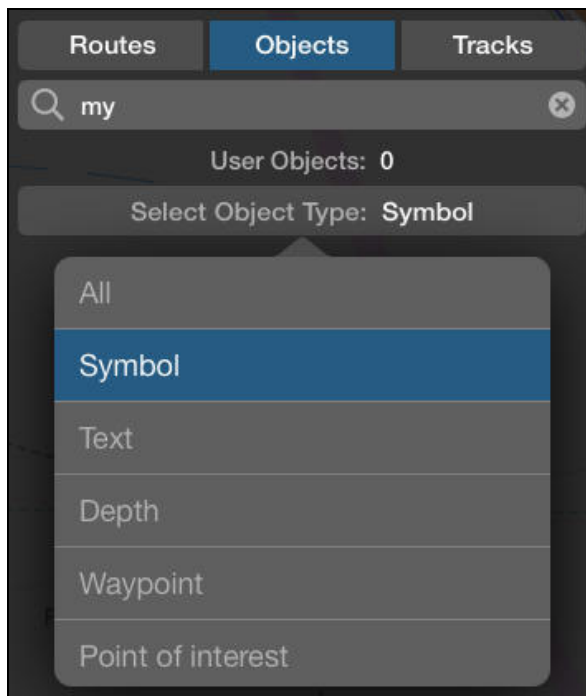 Routes Objects Tracks
my
User Objects: 0
Select Object Type: Symbol
All
Symbol
Text
Depth
Waypoint
Point of interest